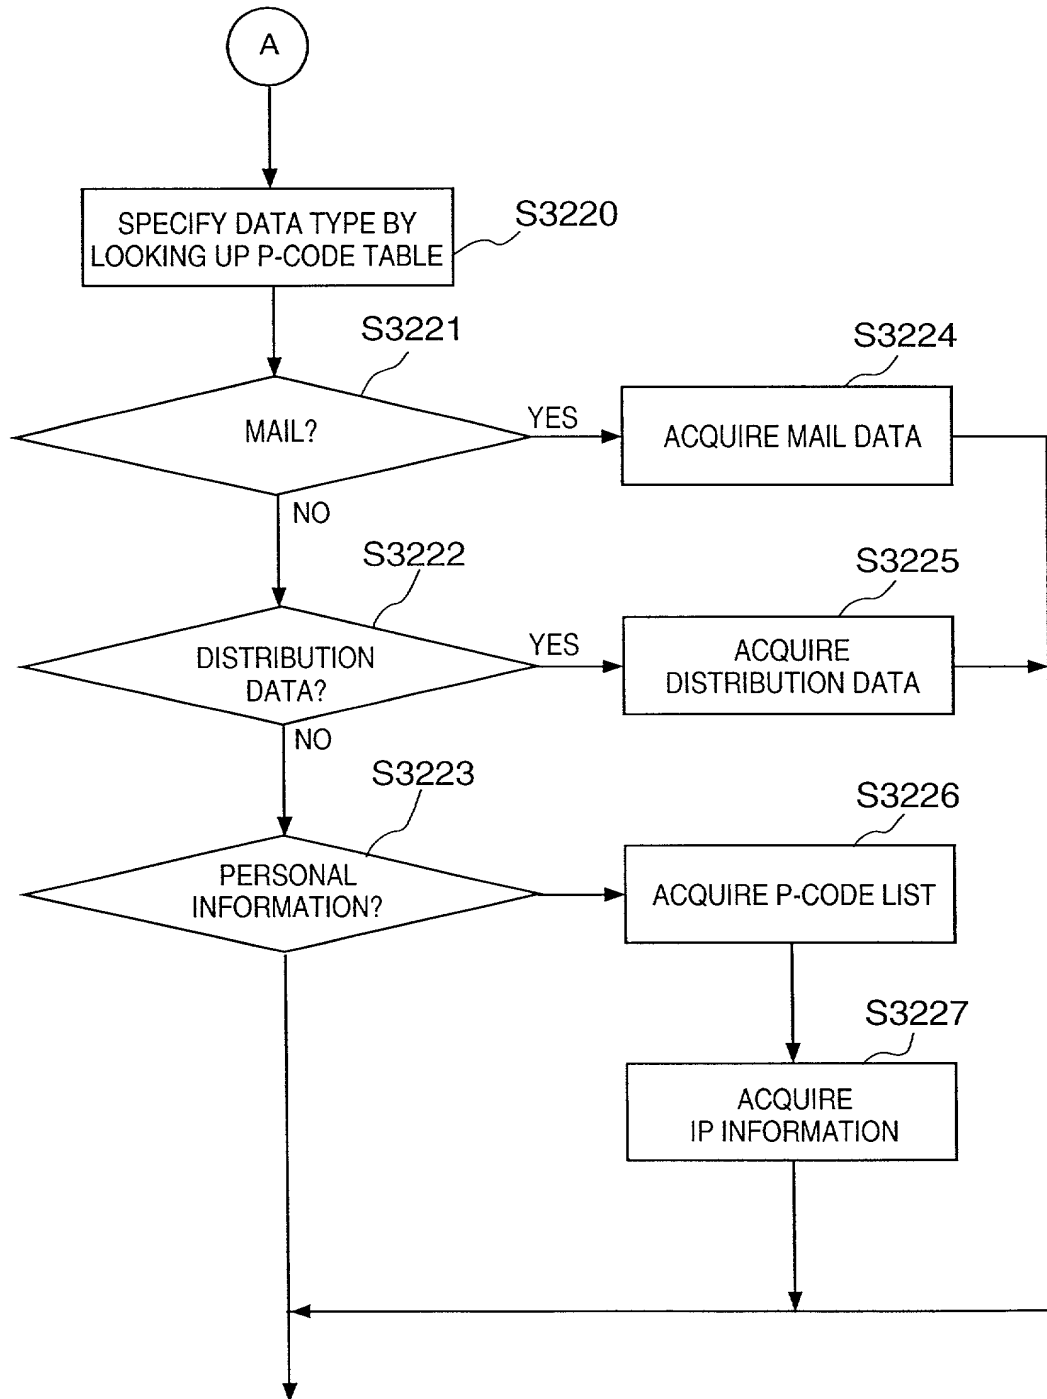 A
SPECIFY DATA TYPE BY
LOOKING UP P-CODE TABLE
S3220
S3221
MAIL?
YES
NO
S3224
ACQUIRE MAIL DATA
S3222
DISTRIBUTION
DATA?
YES
NO
S3225
ACQUIRE
DISTRIBUTION DATA
S3223
PERSONAL
INFORMATION?
S3226
ACQUIRE P-CODE LIST
S3227
ACQUIRE
IP INFORMATION